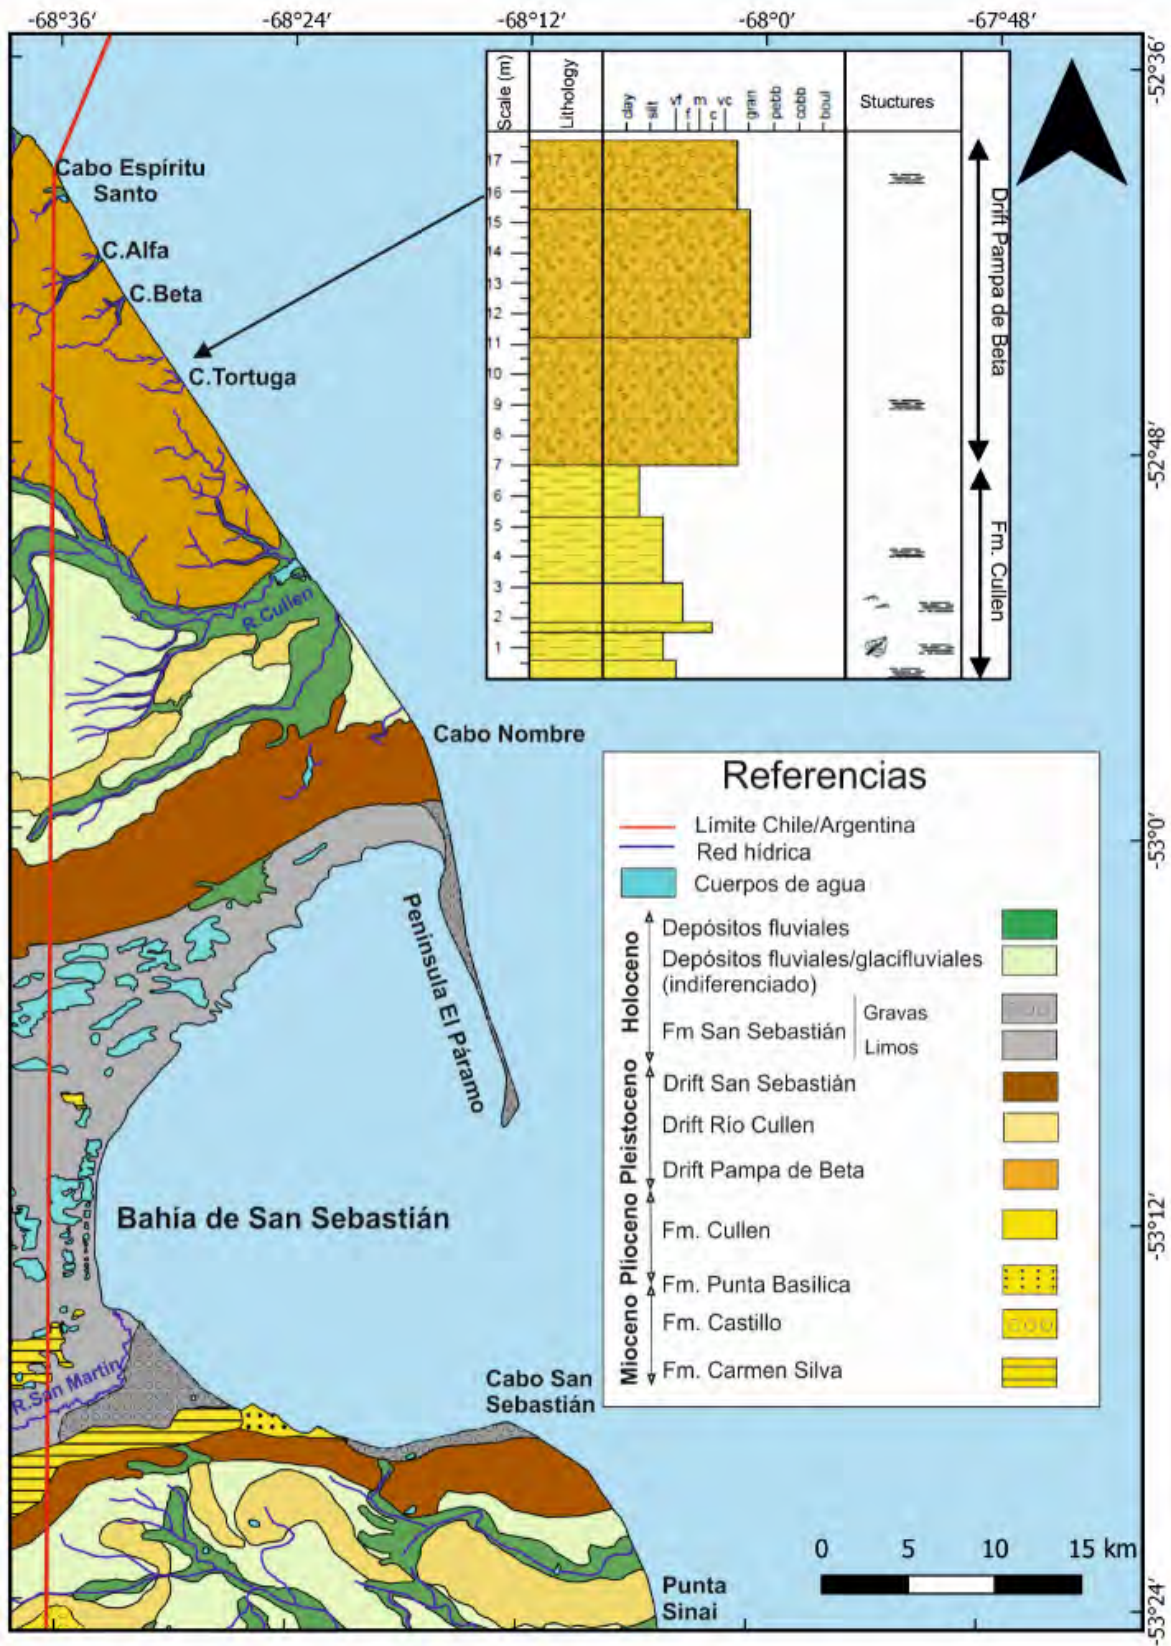 -68°36'
-68°24'
-68°12'
-68°0'
-67°48'
-52°36'
-52°48'
-53°0'
-53°12'
-53°24'
Scale (m)
Lithology
clay
silt
vf
f
m
c
vc
gran
pebb
cobb
boul
Stuctures
17
16
15
14
13
12
11
10
9
8
7
6
5
4
3
2
1
Drift Pampa de Beta
Fm. Cullen
Cabo Espíritu
Santo
C.Alfa
C.Beta
C.Tortuga
R.Cullen
Cabo Nombre
Península El Páramo
Bahía de San Sebastián
R.San Martín
Cabo San
Sebastián
Punta
Sinai
Referencias
Límite Chile/Argentina
Red hídrica
Cuerpos de agua
Holoceno
Depósitos fluviales
Depósitos fluviales/glacifluviales
(indiferenciado)
Fm San Sebastián
Gravas
Limos
Pleistoceno
Drift San Sebastián
Drift Río Cullen
Drift Pampa de Beta
Plioceno
Fm. Cullen
Fm. Punta Basílica
Mioceno
Fm. Castillo
Fm. Carmen Silva
0 5 10 15 km